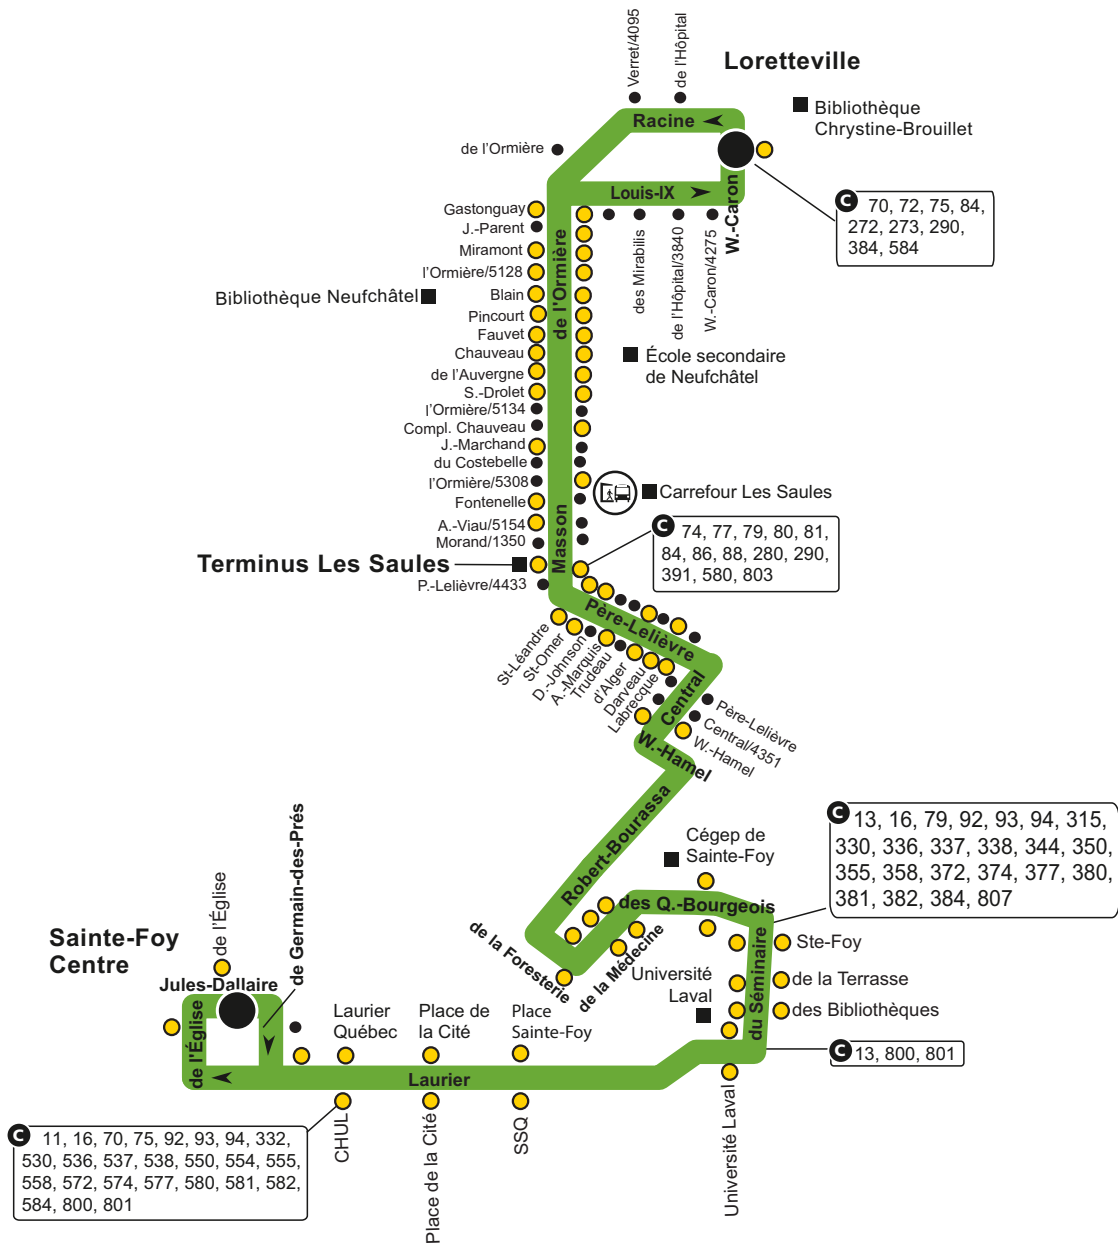 Verret/4095
de l'Hôpital
Loretteville
Bibliothèque
Chrystine-Brouillet
Racine
de l'Ormière
Louis-IX
W.-Caron
C 70, 72, 75, 84,
272, 273, 290,
384, 584
Gastonguay
J.-Parent
Miramont
l'Ormière/5128
Blain
Pincourt
Fauvet
Chauveau
de l'Auvergne
S.-Drolet
l'Ormière/5134
Compl. Chauveau
J.-Marchand
du Costebelle
l'Ormière/5308
Fontenelle
A.-Viau/5154
Morand/1350
Bibliothèque Neufchâtel
de l'Ormière
des Mirabilis
de l'Hôpital/3840
W.-Caron/4275
École secondaire
de Neufchâtel
Carrefour Les Saules
C 74, 77, 79, 80, 81,
84, 86, 88, 280, 290,
391, 580, 803
Masson
Terminus Les Saules
P.-Lelièvre/4433
Père-Lelièvre
St-Léandre
St-Omer
D.-Johnson
A.-Marquis
Trudeau
d'Alger
Darveau
Labrecque
Central
Père-Lelièvre
Central/4351
W.-Hamel
W.-Hamel
Robert-Bourassa
Cégep de
Sainte-Foy
C 13, 16, 79, 92, 93, 94, 315,
330, 336, 337, 338, 344, 350,
355, 358, 372, 374, 377, 380,
381, 382, 384, 807
des Q.-Bourgeois
de la Foresterie
de la Médecine
Université
Laval
du Séminaire
Ste-Foy
de la Terrasse
des Bibliothèques
C 13, 800, 801
Sainte-Foy
Centre
de l'Église
de Germain-des-Prés
Jules-Dallaire
de l'Église
Laurier
Québec
Place de
la Cité
Place
Sainte-Foy
Laurier
CHUL
Place de la Cité
SSQ
Université Laval
C 11, 16, 70, 75, 92, 93, 94, 332,
530, 536, 537, 538, 550, 554, 555,
558, 572, 574, 577, 580, 581, 582,
584, 800, 801